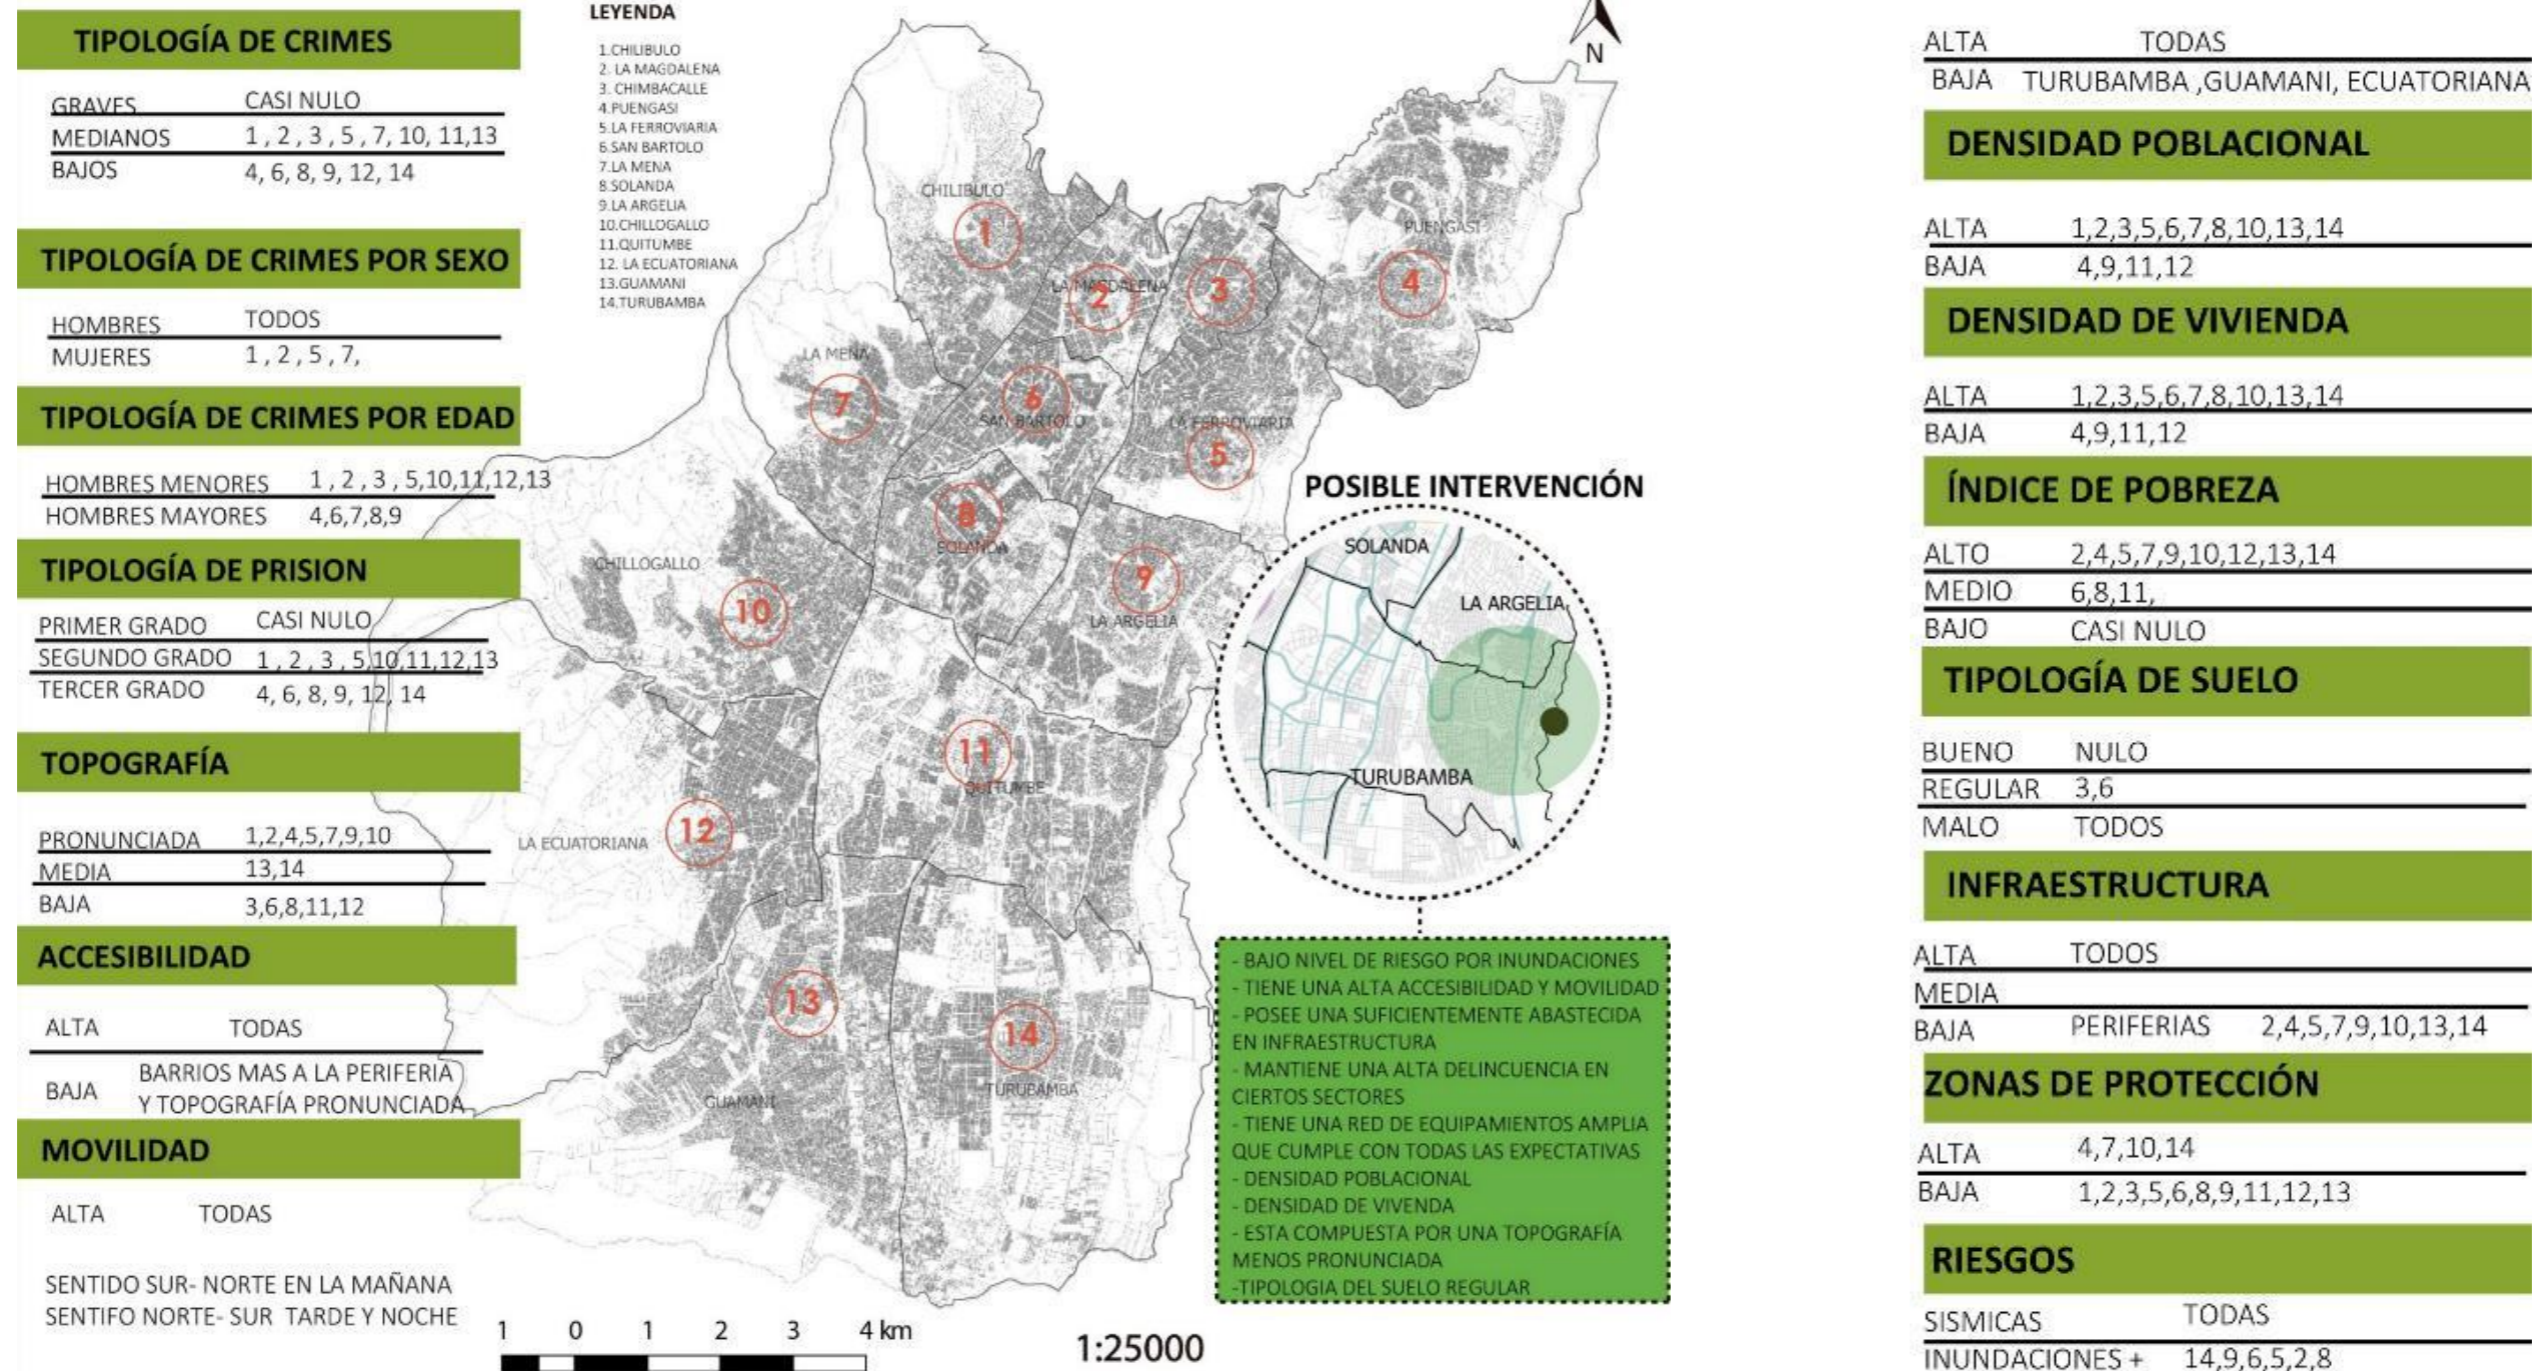 TIPOLOGÍA DE CRIMES
GRAVES CASI NULO
MEDIANOS 1 , 2 , 3 , 5 , 7, 10, 11,13
BAJOS 4, 6, 8, 9, 12, 14
TIPOLOGÍA DE CRIMES POR SEXO
HOMBRES TODOS
MUJERES 1 , 2 , 5 , 7,
TIPOLOGÍA DE CRIMES POR EDAD
HOMBRES MENORES 1 , 2 , 3 , 5,10,11,12,13
HOMBRES MAYORES 4,6,7,8,9
TIPOLOGÍA DE PRISION
PRIMER GRADO CASI NULO
SEGUNDO GRADO 1 , 2 , 3 , 5,10,11,12,13
TERCER GRADO 4, 6, 8, 9, 12, 14
TOPOGRAFÍA
PRONUNCIADA 1,2,4,5,7,9,10
MEDIA 13,14
BAJA 3,6,8,11,12
ACCESIBILIDAD
ALTA TODAS
BAJA BARRIOS MAS A LA PERIFERIA
Y TOPOGRAFÍA PRONUNCIADA
MOVILIDAD
ALTA TODAS
SENTIDO SUR- NORTE EN LA MAÑANA
SENTIFO NORTE- SUR TARDE Y NOCHE
LEYENDA
1.CHILIBULO
2. LA MAGDALENA
3. CHIMBACALLE
4.PUENGASI
5.LA FERROVIARIA
6.SAN BARTOLO
7.LA MENA
8.SOLANDA
9.LA ARGELIA
10.CHILLOGALLO
11.QUITUMBE
12. LA ECUATORIANA
13.GUAMANI
14.TURUBAMBA
N
CHILIBULO
1
LA MAGDALENA
2
3
PUENGASI
4
LA MENA
7
6
SAN BARTOLO
LA FERROVIARIA
5
8
SOLANDA
9
LA ARGELIA
CHILLOGALLO
10
11
QUITUMBE
12
LA ECUATORIANA
13
GUAMANI
14
TURUBAMBA
POSIBLE INTERVENCIÓN
SOLANDA
LA ARGELIA
TURUBAMBA
- BAJO NIVEL DE RIESGO POR INUNDACIONES
- TIENE UNA ALTA ACCESIBILIDAD Y MOVILIDAD
- POSEE UNA SUFICIENTEMENTE ABASTECIDA
EN INFRAESTRUCTURA
- MANTIENE UNA ALTA DELINCUENCIA EN
CIERTOS SECTORES
- TIENE UNA RED DE EQUIPAMIENTOS AMPLIA
QUE CUMPLE CON TODAS LAS EXPECTATIVAS
- DENSIDAD POBLACIONAL
- DENSIDAD DE VIVENDA
- ESTA COMPUESTA POR UNA TOPOGRAFÍA
MENOS PRONUNCIADA
-TIPOLOGIA DEL SUELO REGULAR
1 0 1 2 3 4 km
1:25000
ALTA TODAS
BAJA TURUBAMBA ,GUAMANI, ECUATORIANA
DENSIDAD POBLACIONAL
ALTA 1,2,3,5,6,7,8,10,13,14
BAJA 4,9,11,12
DENSIDAD DE VIVIENDA
ALTA 1,2,3,5,6,7,8,10,13,14
BAJA 4,9,11,12
ÍNDICE DE POBREZA
ALTO 2,4,5,7,9,10,12,13,14
MEDIO 6,8,11,
BAJO CASI NULO
TIPOLOGÍA DE SUELO
BUENO NULO
REGULAR 3,6
MALO TODOS
INFRAESTRUCTURA
ALTA TODOS
MEDIA
BAJA PERIFERIAS 2,4,5,7,9,10,13,14
ZONAS DE PROTECCIÓN
ALTA 4,7,10,14
BAJA 1,2,3,5,6,8,9,11,12,13
RIESGOS
SISMICAS TODAS
INUNDACIONES + 14,9,6,5,2,8